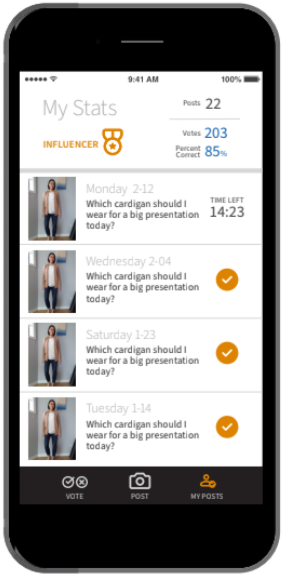 9:41 AM 100%
My Stats
Posts 22
INFLUENCER
Votes 203
Percent
Correct 85%
Monday 2-12
Which cardigan should I
wear for a big presentation
today?
TIME LEFT
14:23
Wednesday 2-04
Which cardigan should I
wear for a big presentation
today?
Saturday 1-23
Which cardigan should I
wear for a big presentation
today?
Tuesday 1-14
Which cardigan should I
wear for a big presentation
today?
VOTE POST MY POSTS